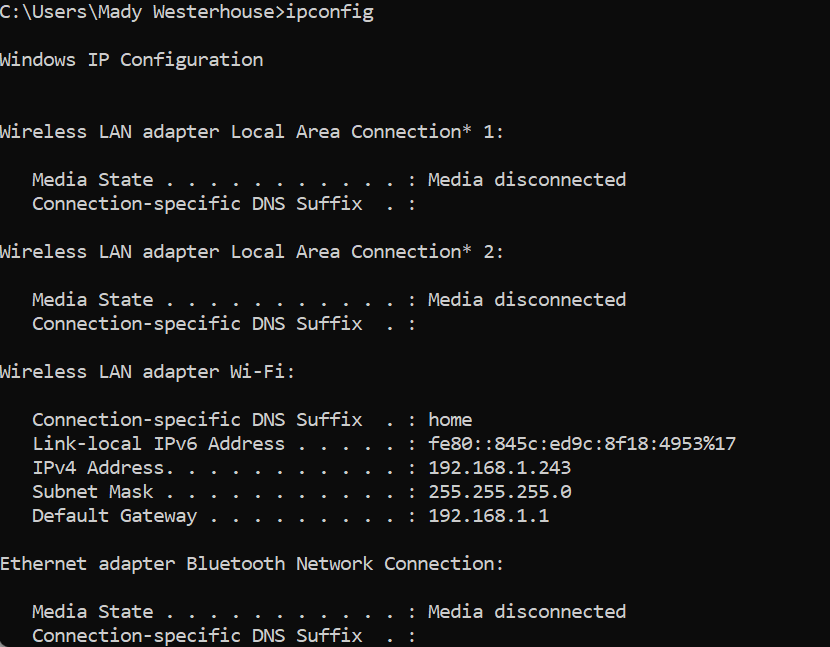 C:\Users\Mady Westerhouse>ipconfig
Windows IP Configuration
Wireless LAN adapter Local Area Connection* 1:
   Media State . . . . . . . . . . . : Media disconnected
   Connection-specific DNS Suffix  . :
Wireless LAN adapter Local Area Connection* 2:
   Media State . . . . . . . . . . . : Media disconnected
   Connection-specific DNS Suffix  . :
Wireless LAN adapter Wi-Fi:
   Connection-specific DNS Suffix  . : home
   Link-local IPv6 Address . . . . . : fe80::845c:ed9c:8f18:4953%17
   IPv4 Address. . . . . . . . . . . : 192.168.1.243
   Subnet Mask . . . . . . . . . . . : 255.255.255.0
   Default Gateway . . . . . . . . . : 192.168.1.1
Ethernet adapter Bluetooth Network Connection:
   Media State . . . . . . . . . . . : Media disconnected
   Connection-specific DNS Suffix  . :